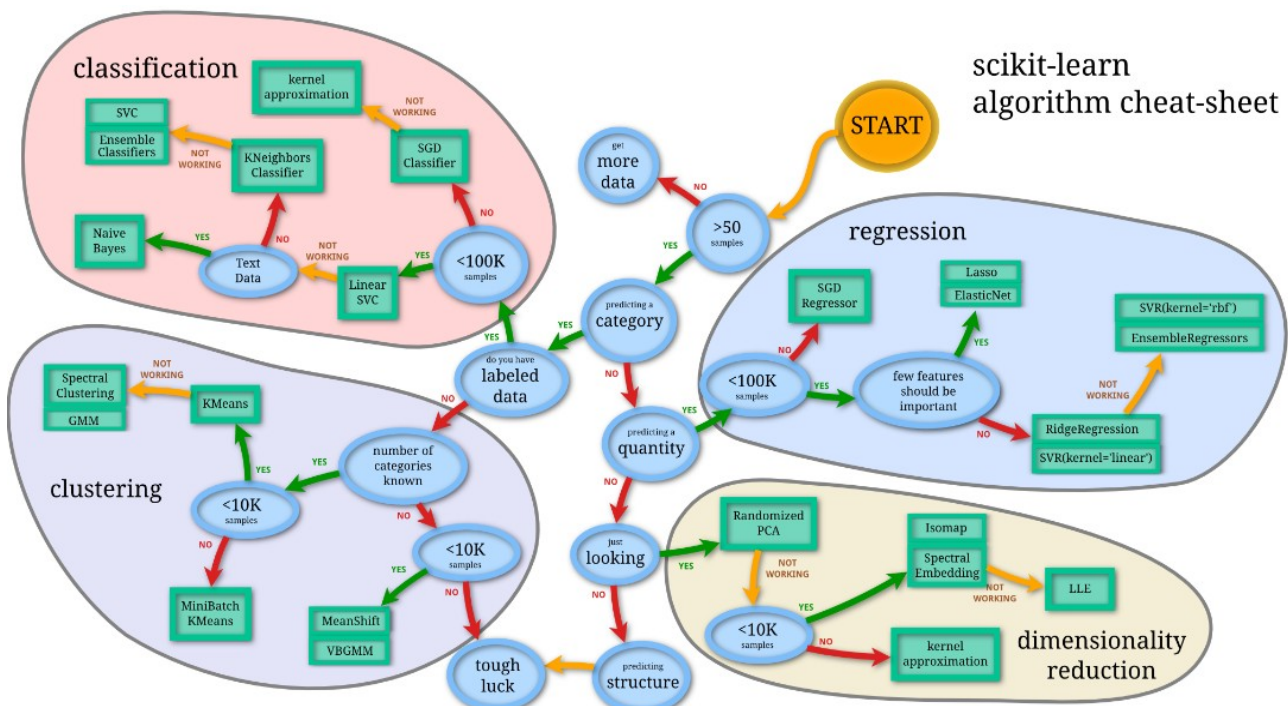 scikit-learn
algorithm cheat-sheet
START
get
more
data
NO
>50
samples
YES
predicting a
category
YES
NO
do you have
labeled
data
YES
NO
predicting a
quantity
YES
NO
just
looking
YES
NO
predicting
structure
tough
luck
classification
kernel
approximation
NOT
WORKING
SVC
Ensemble
Classifiers
NOT
WORKING
KNeighbors
Classifier
SGD
Classifier
NO
Naive
Bayes
YES
Text
Data
NO
NOT
WORKING
Linear
SVC
YES
<100K
samples
regression
SGD
Regressor
NO
<100K
samples
YES
Lasso
ElasticNet
YES
few features
should be
important
NO
SVR(kernel='rbf')
EnsembleRegressors
NOT
WORKING
RidgeRegression
SVR(kernel='linear')
clustering
Spectral
Clustering
GMM
NOT
WORKING
KMeans
YES
<10K
samples
YES
number of
categories
known
NO
NO
MiniBatch
KMeans
<10K
samples
YES
NO
MeanShift
VBGMM
dimensionality
reduction
Randomized
PCA
NOT
WORKING
<10K
samples
YES
NO
Isomap
Spectral
Embedding
NOT
WORKING
LLE
kernel
approximation